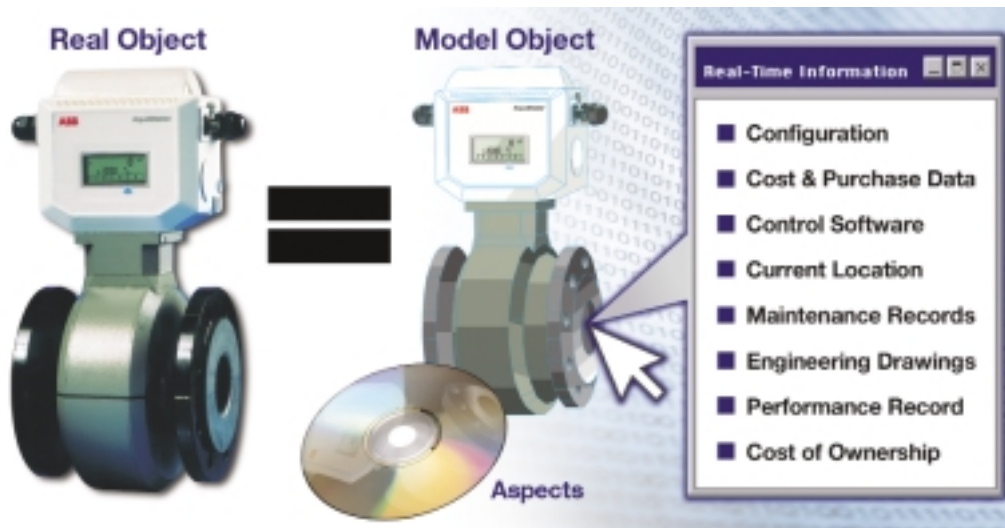 Real Object
Model Object
ABB
ABB
Real-Time Information
Configuration
Cost & Purchase Data
Control Software
Current Location
Maintenance Records
Engineering Drawings
Performance Record
Cost of Ownership
Aspects